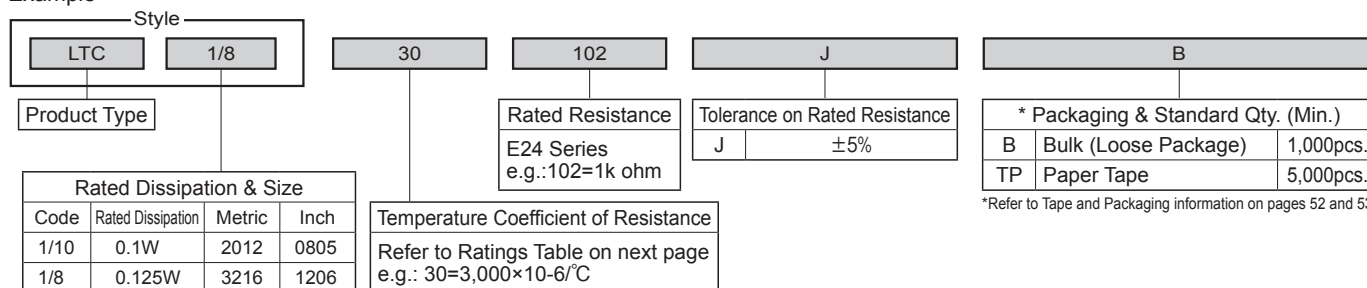 Style
LTC 1/8 30 102 J B
Product Type
Rated Dissipation & Size
Code Rated Dissipation Metric Inch
1/10 0.1W 2012 0805
1/8 0.125W 3216 1206
Temperature Coefficient of Resistance
Refer to Ratings Table on next page
e.g.: 30=3,000×10-6/℃
Rated Resistance
E24 Series
e.g.:102=1k ohm
Tolerance on Rated Resistance
J ±5%
* Packaging & Standard Qty. (Min.)
B Bulk (Loose Package) 1,000pcs.
TP Paper Tape 5,000pcs.
*Refer to Tape and Packaging information on pages 52 and